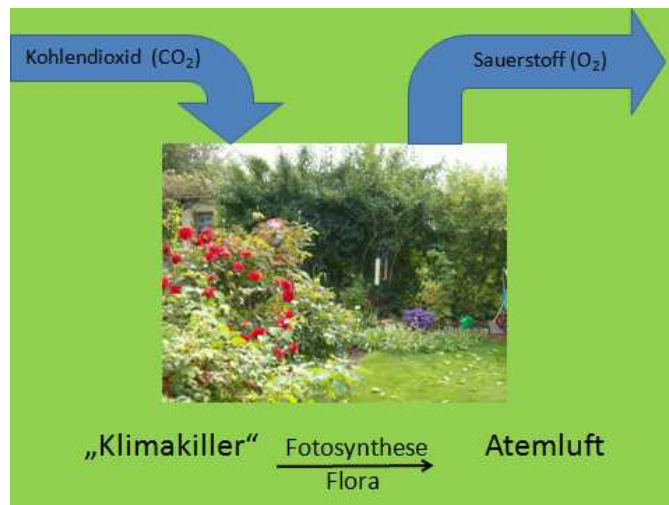 Kohlendioxid (CO₂)
Sauerstoff (O₂)
„Klimakiller“ Fotosynthese Atemluft
Flora